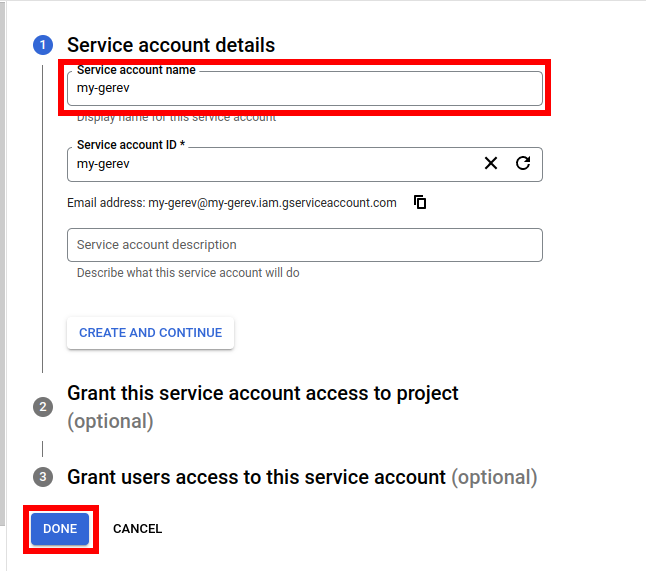 1 Service account details
Service account name
my-gerev
Display name for this service account
Service account ID *
my-gerev
Email address: my-gerev@my-gerev.iam.gserviceaccount.com
Service account description
Describe what this service account will do
CREATE AND CONTINUE
2 Grant this service account access to project
(optional)
3 Grant users access to this service account (optional)
DONE CANCEL